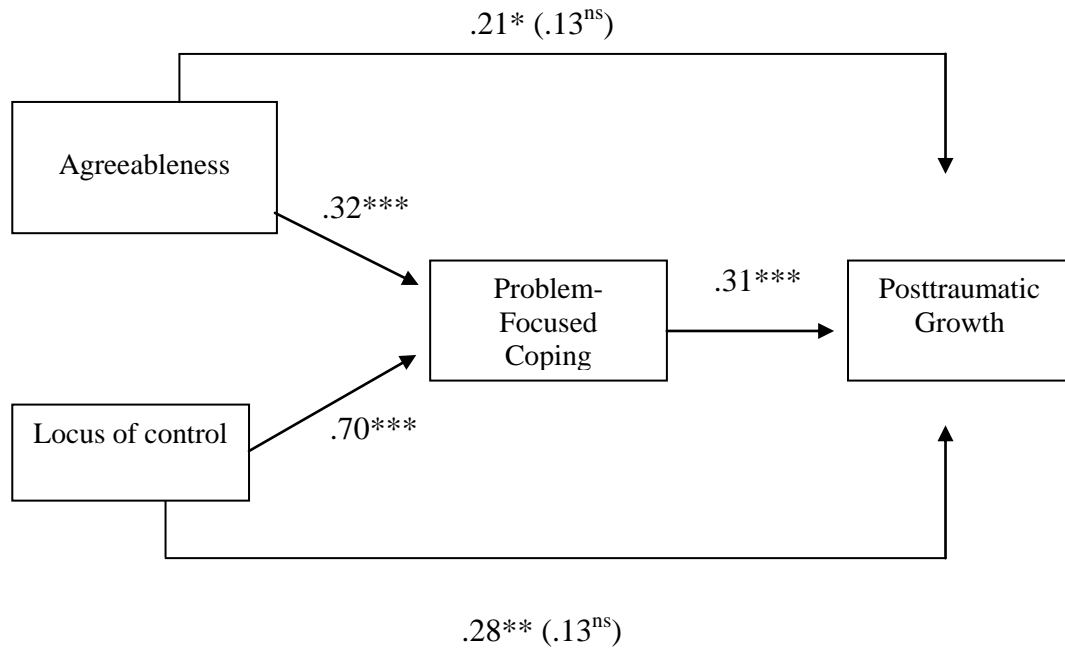 .21* (.13ns)
Agreeableness
.32***
Problem-
Focused
Coping
.31***
Posttraumatic
Growth
Locus of control
.70***
.28** (.13ns)